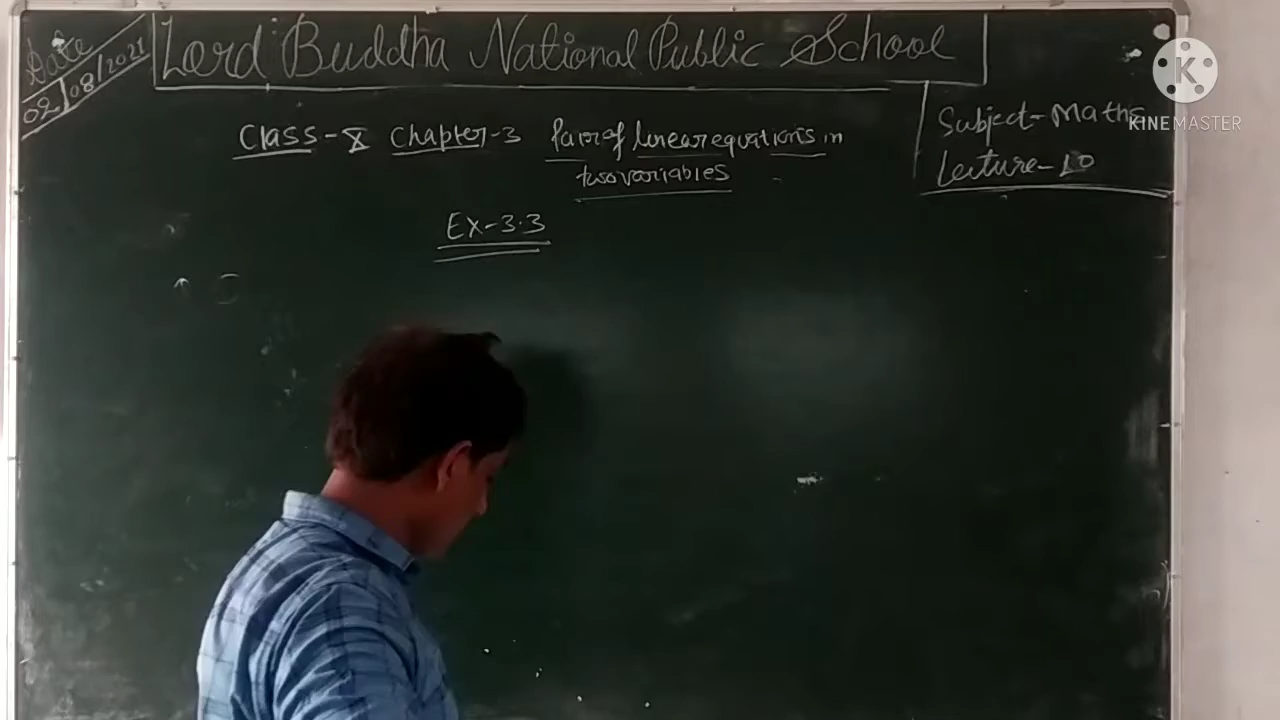 Date
02/08/2021
Lord Buddha National Public School
Class-X Chapter-3 Pair of linear equations in
two variables
Subject-Maths
Lecture-10
Ex-3.3
K
KINEMASTER